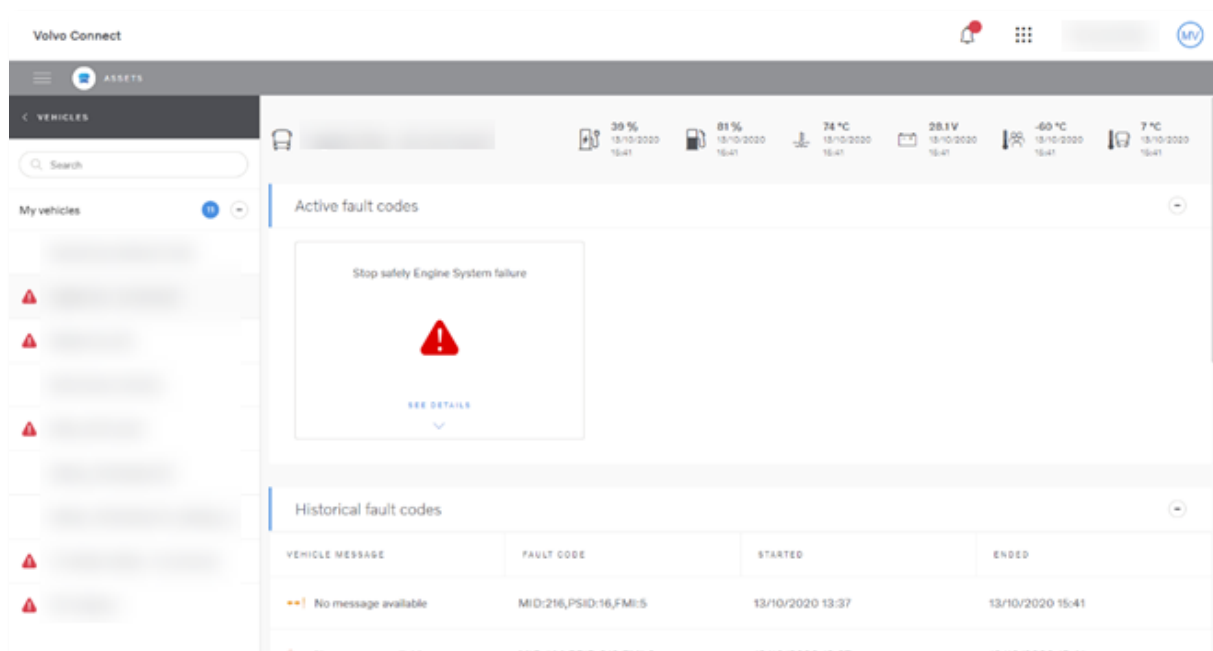 Volvo Connect
MV
ASSETS
< VEHICLES
39 %
13/10/2020
15:41
81 %
13/10/2020
15:41
74 °C
13/10/2020
15:41
28.1 V
13/10/2020
15:41
-60 °C
13/10/2020
15:41
7 °C
13/10/2020
15:41
Search
My vehicles
11
Active fault codes
Stop safely Engine System failure
SEE DETAILS
Historical fault codes
VEHICLE MESSAGE FAULT CODE STARTED ENDED
No message available MID:216,PSID:16,FMI:5 13/10/2020 13:37 13/10/2020 15:41